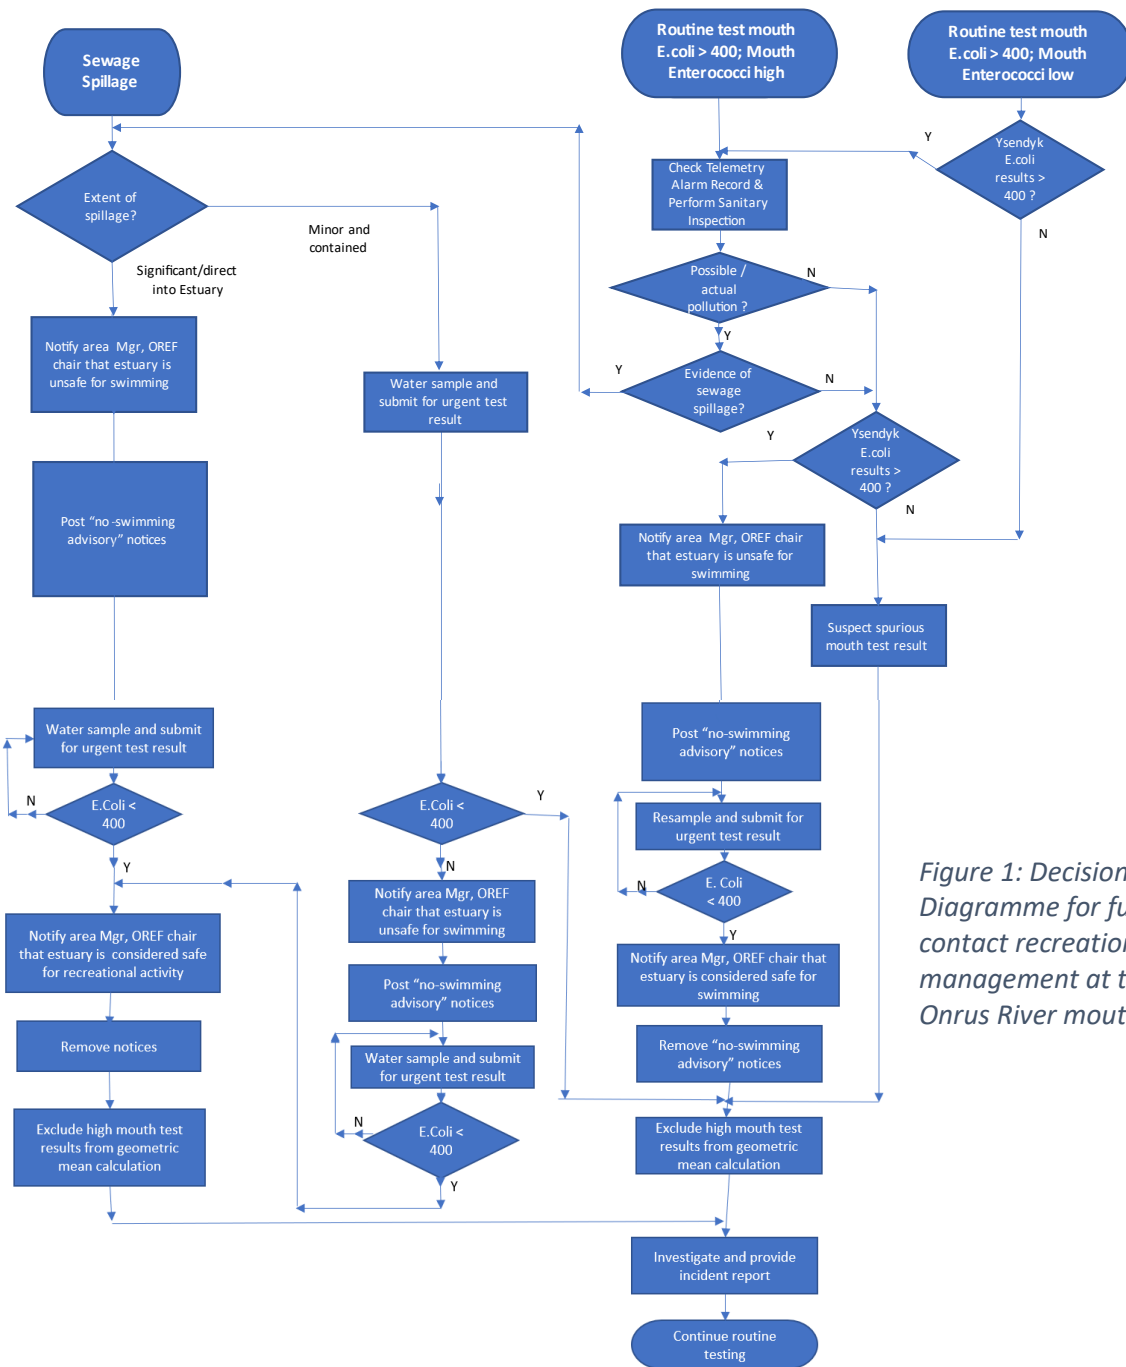 Sewage
Spillage
Routine test mouth
E.coli > 400; Mouth
Enterococci high
Routine test mouth
E.coli > 400; Mouth
Enterococci low
Extent of
spillage?
Minor and
contained
Significant/direct
into Estuary
Y
Ysendyk
E.coli
results >
400 ?
N
Check Telemetry
Alarm Record &
Perform Sanitary
Inspection
Possible /
actual
pollution ?
N
Y
Evidence of
sewage
spillage?
Y
N
Notify area Mgr, OREF
chair that estuary is
unsafe for swimming
Water sample and
submit for urgent test
result
Ysendyk
E.coli
results >
400 ?
Y
N
Post “no-swimming
advisory” notices
Notify area Mgr, OREF chair
that estuary is unsafe for
swimming
Suspect spurious
mouth test result
Water sample and submit
for urgent test result
E.Coli <
400
N
Y
E.Coli <
400
Y
N
Post “no-swimming
advisory” notices
Resample and submit for
urgent test result
E. Coli
< 400
N
Y
Notify area Mgr, OREF chair
that estuary is considered safe
for recreational activity
Notify area Mgr, OREF
chair that estuary is
unsafe for swimming
Notify area Mgr, OREF chair that
estuary is considered safe for
swimming
Remove notices
Post “no-swimming
advisory” notices
Remove “no-swimming
advisory” notices
Exclude high mouth test
results from geometric
mean calculation
Water sample and submit
for urgent test result
E.Coli <
400
N
Y
Exclude high mouth test
results from geometric
mean calculation
Investigate and provide
incident report
Continue routine
testing
Figure 1: Decision
Diagramme for fu
contact recreation
management at t
Onrus River mout